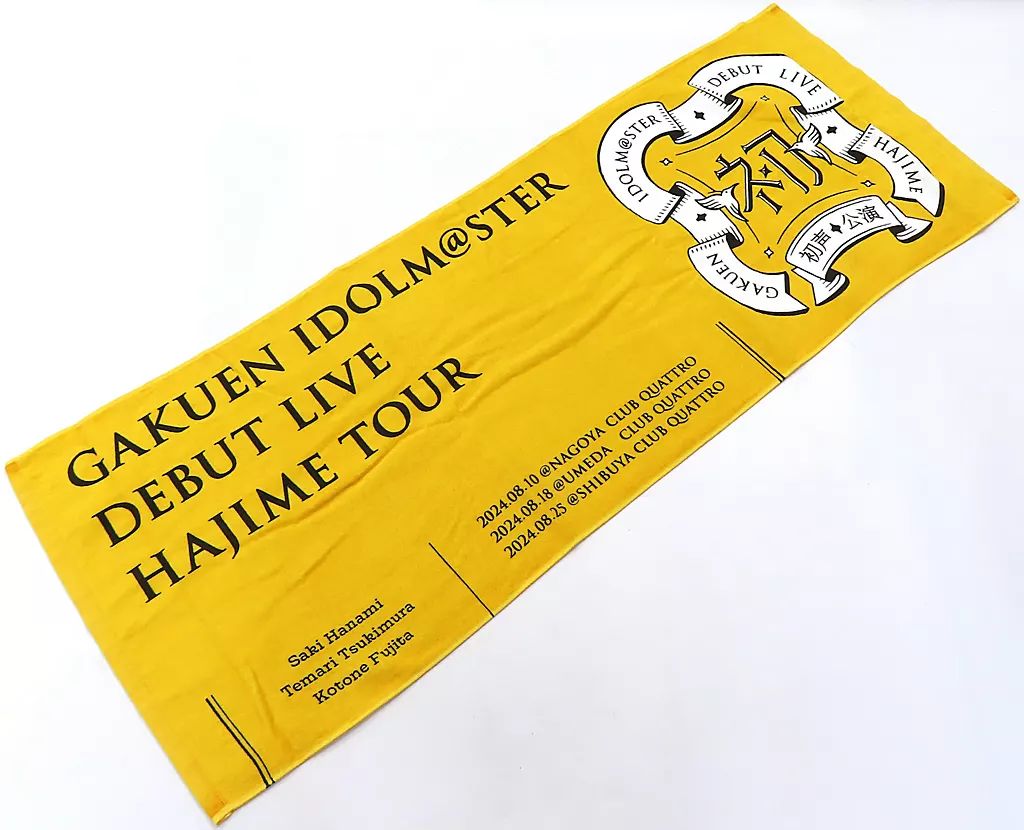 GAKUEN IDOLM@STER
DEBUT LIVE
HAJIME TOUR
Saki Hanami
Temari Tsukimura
Kotone Fujita
2024.08.10 @NAGOYA CLUB QUATTRO
2024.08.18 @UMEDA CLUB QUATTRO
2024.08.25 @SHIBUYA CLUB QUATTRO
GAKUEN
IDOLM@STER
DEBUT LIVE
HAJIME
初
初声✦公演